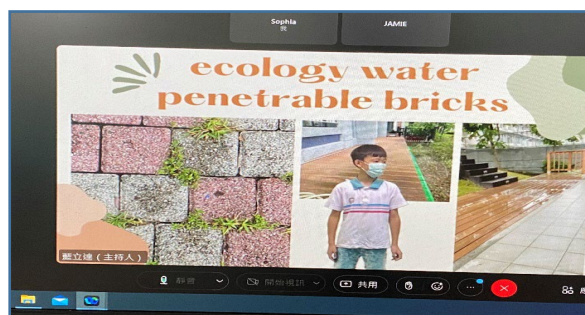 Sophia
我
JAMIE
ecology water
penetrable bricks
藍立雄（主持人）
靜音
開始視訊
共用